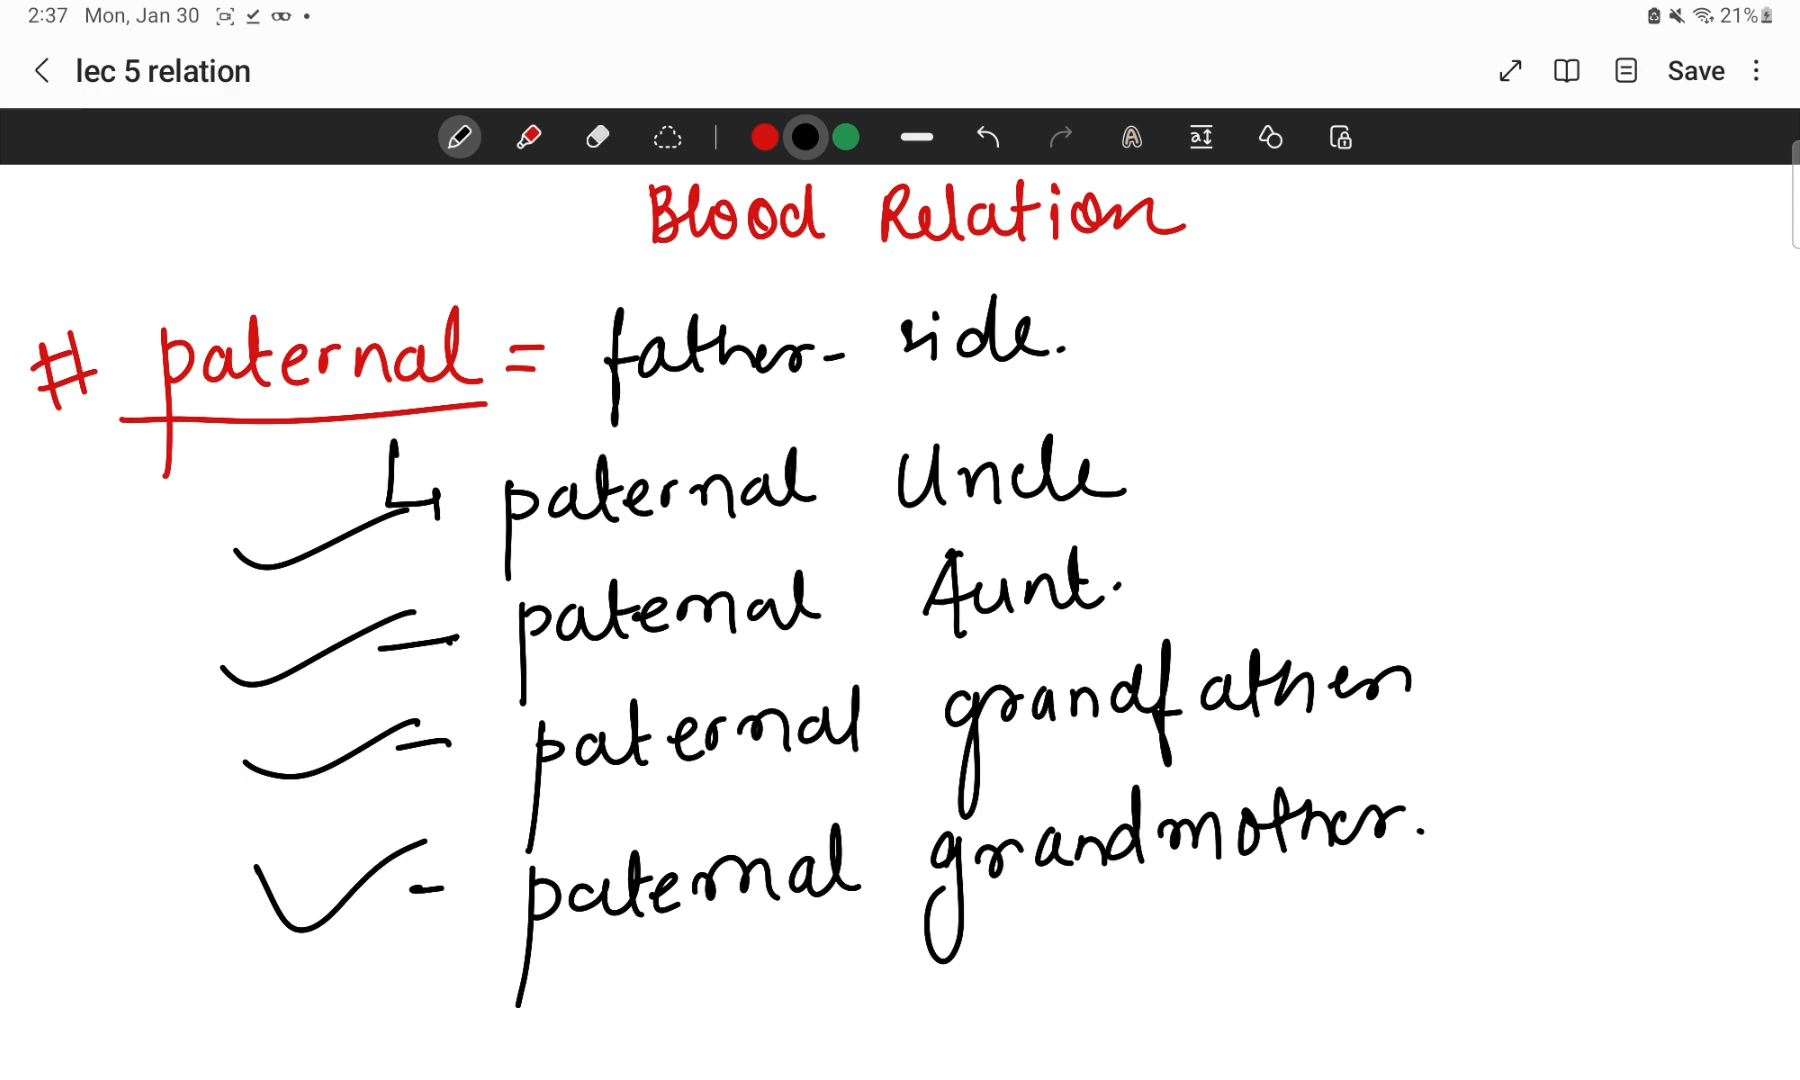 2:37 Mon, Jan 30 21%
lec 5 relation Save
Blood Relation
# paternal = father-side.
paternal Uncle
- paternal Aunt.
- paternal grandfather
- paternal grandmother.